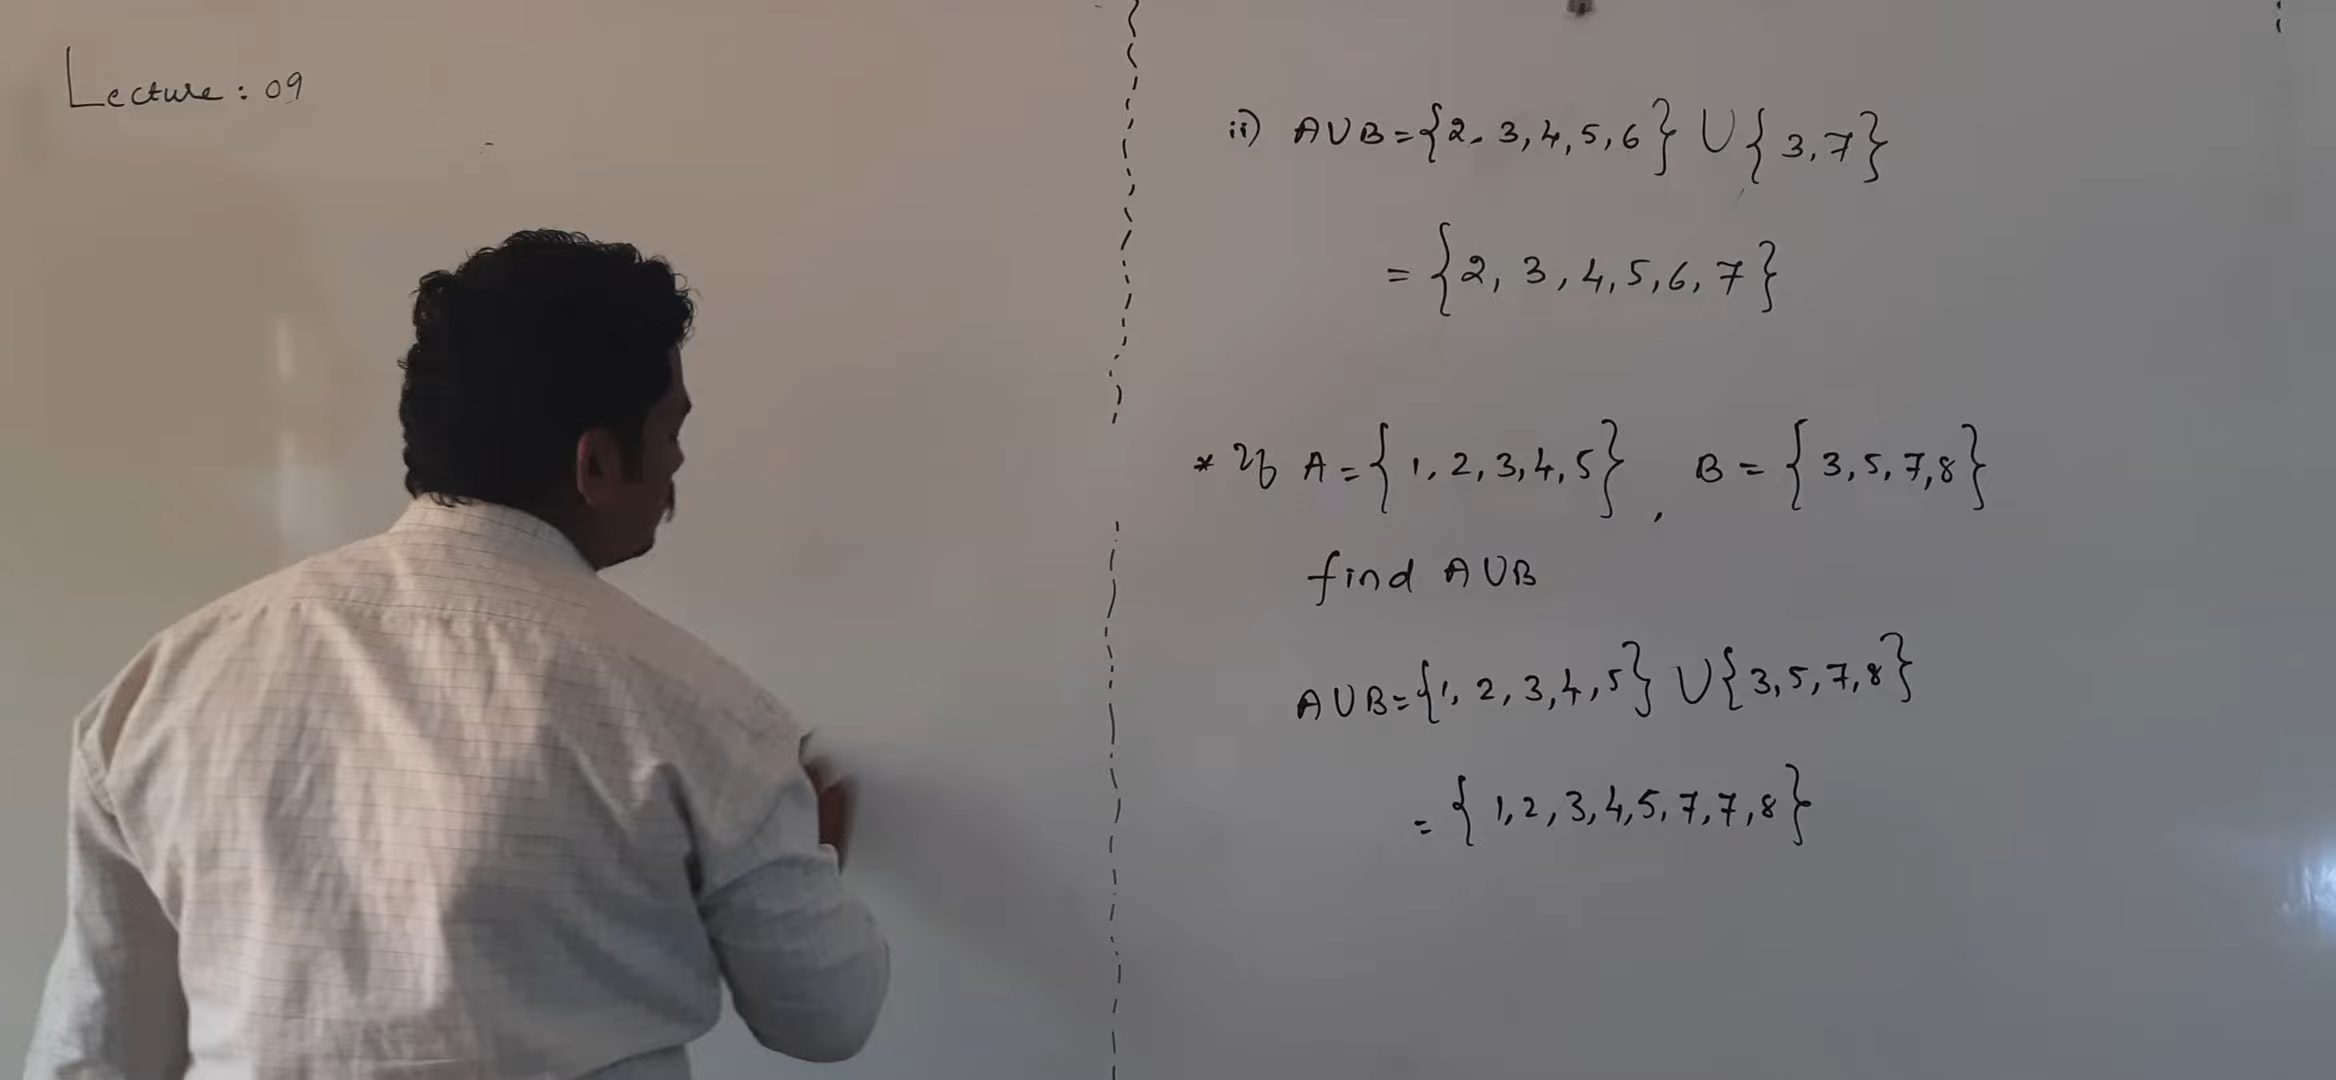 Lecture: 09
ii) A∪B={2, 3, 4, 5, 6} ∪ {3, 7}
= {2, 3, 4, 5, 6, 7}
* If A={1, 2, 3, 4, 5}, B = {3, 5, 7, 8}
find A∪B
A∪B={1, 2, 3, 4, 5} ∪ {3, 5, 7, 8}
= {1, 2, 3, 4, 5, 7, 7, 8}